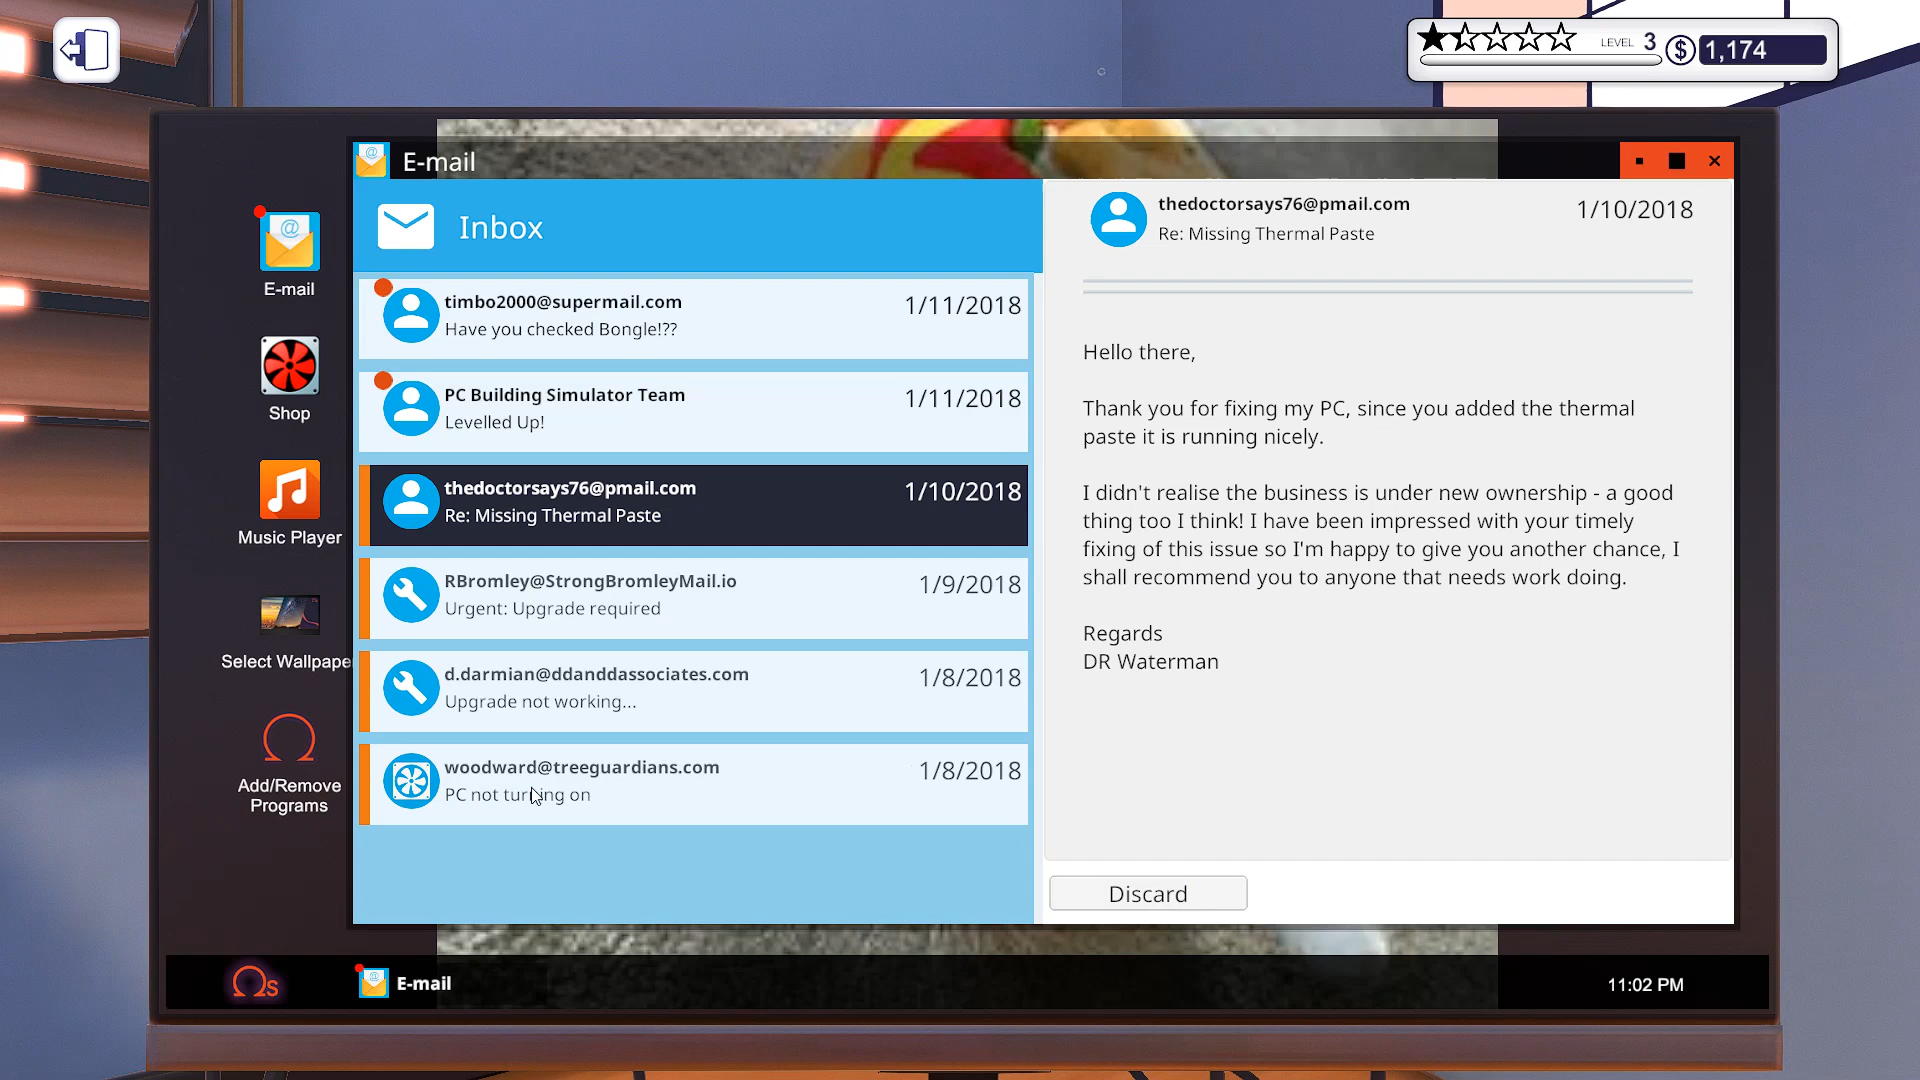 LEVEL 3
$ 1,174
E-mail
Inbox
timbo2000@supermail.com
1/11/2018
Have you checked Bongle!??
PC Building Simulator Team
1/11/2018
Levelled Up!
thedoctorsays76@pmail.com
1/10/2018
Re: Missing Thermal Paste
RBromley@StrongBromleyMail.io
1/9/2018
Urgent: Upgrade required
d.darmian@ddanddassociates.com
1/8/2018
Upgrade not working...
woodward@treeguardians.com
1/8/2018
PC not turning on
thedoctorsays76@pmail.com
1/10/2018
Re: Missing Thermal Paste
Hello there,
Thank you for fixing my PC, since you added the thermal
paste it is running nicely.
I didn't realise the business is under new ownership - a good
thing too I think! I have been impressed with your timely
fixing of this issue so I'm happy to give you another chance, I
shall recommend you to anyone that needs work doing.
Regards
DR Waterman
Discard
E-mail
Shop
Music Player
Select Wallpape
Add/Remove
Programs
Ωs
E-mail
11:02 PM